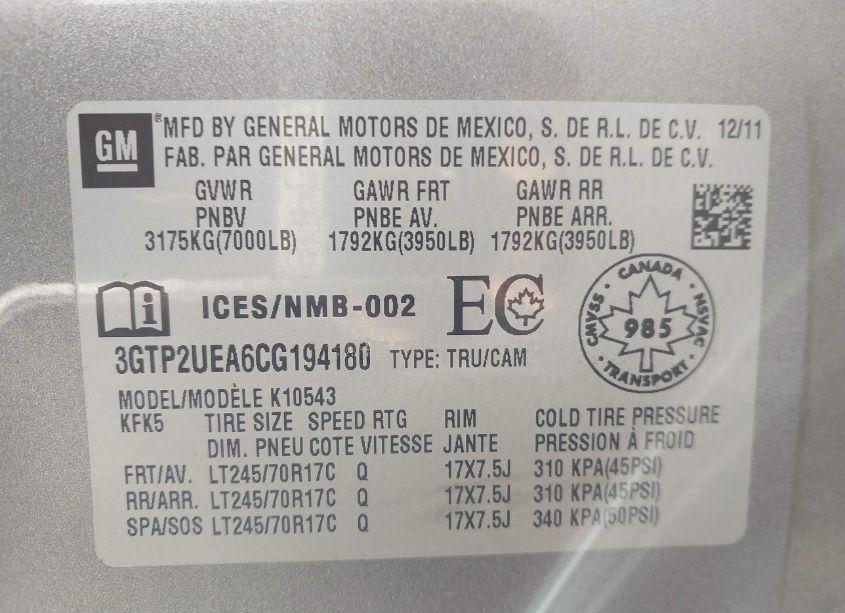 GM ® MFD BY GENERAL MOTORS DE MEXICO, S. DE R.L. DE C.V. 12/11
FAB. PAR GENERAL MOTORS DE MEXICO, S. DE R.L. DE C.V.
GVWR GAWR FRT GAWR RR
PNBV PNBE AV. PNBE ARR.
3175KG(7000LB) 1792KG(3950LB) 1792KG(3950LB)
i ICES/NMB-002 EC
CANADA
CMVSS 985 NSVAC
TRANSPORT
3GTP2UEA6CG194180 TYPE: TRU/CAM
MODEL/MODÈLE K10543
KFK5 TIRE SIZE SPEED RTG RIM COLD TIRE PRESSURE
DIM. PNEU COTE VITESSE JANTE PRESSION À FROID
FRT/AV. LT245/70R17C Q 17X7.5J 310 KPA(45PSI)
RR/ARR. LT245/70R17C Q 17X7.5J 310 KPA(45PSI)
SPA/SOS LT245/70R17C Q 17X7.5J 340 KPA(50PSI)